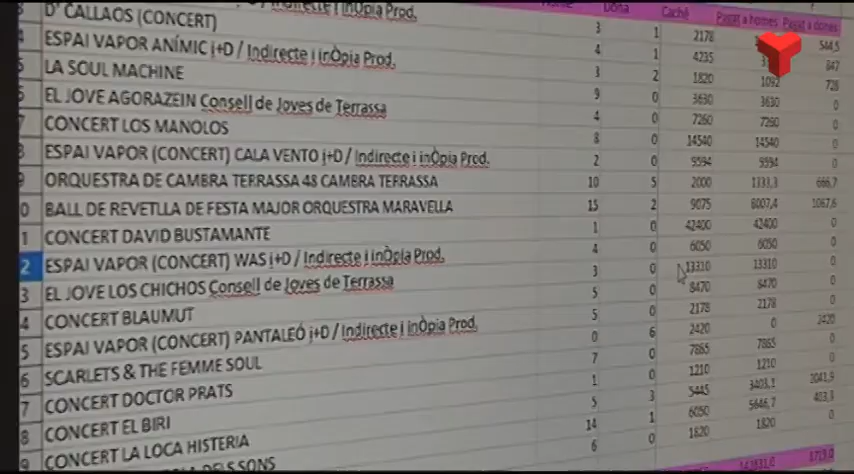 i inÒpia Prod.
D' CALLAOS (CONCERT)
ESPAI VAPOR ANÍMIC j+D / Indirecte i inÒpia Prod.
LA SOUL MACHINE
EL JOVE AGORAZEIN Consell de Joves de Terrassa
CONCERT LOS MANOLOS
ESPAI VAPOR (CONCERT) CALA VENTO j+D / Indirecte i inÒpia Prod.
ORQUESTRA DE CAMBRA TERRASSA 48 CAMBRA TERRASSA
BALL DE REVETLLA DE FESTA MAJOR ORQUESTRA MARAVELLA
CONCERT DAVID BUSTAMANTE
ESPAI VAPOR (CONCERT) WAS j+D / Indirecte i inÒpia Prod.
EL JOVE LOS CHICHOS Consell de Joves de Terrassa
CONCERT BLAUMUT
ESPAI VAPOR (CONCERT) PANTALEÓ j+D / Indirecte i inÒpia Prod.
SCARLETS & THE FEMME SOUL
CONCERT DOCTOR PRATS
CONCERT EL BIRI
CONCERT LA LOCA HISTERIA
DELS SONS
Dona Caché Pagat a homes Pagat a dones
3 1 2178 544,5
4 1 4235 847
3 2 1820 1092 728
9 0 3630 3630 0
4 0 7260 7260 0
8 0 14540 14540 0
2 0 9594 9594 0
10 5 2000 1333,3 666,7
15 2 9075 8007,4 1067,6
1 0 42400 42400 0
4 0 6050 6050 0
3 0 13310 13310 0
5 0 8470 8470 0
5 0 2178 2178 0
0 6 2420 0 2420
7 0 7865 7865 0
1 0 1210 1210 0
5 3 5445 3403,1 2041,9
14 1 6050 5646,7 403,3
6 0 1820 1820 0